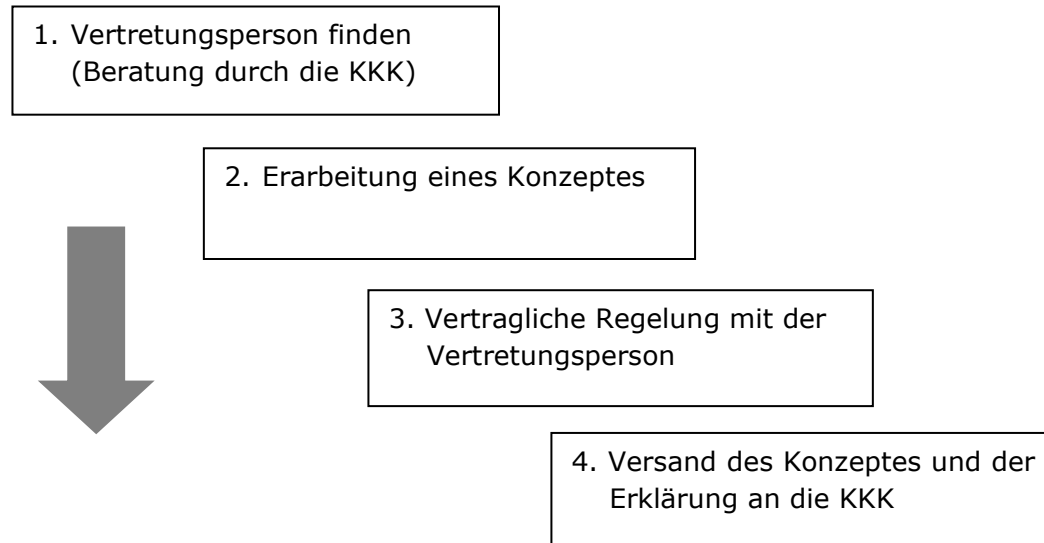 1. Vertretungsperson finden
(Beratung durch die KKK)
2. Erarbeitung eines Konzeptes
3. Vertragliche Regelung mit der
Vertretungsperson
4. Versand des Konzeptes und der
Erklärung an die KKK